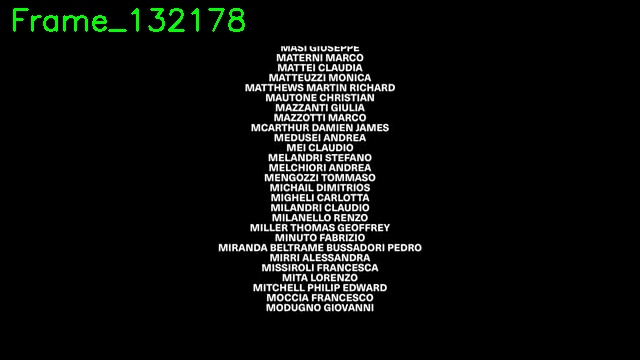 Frame_132178
MASI GIUSEPPE
MATERNI MARCO
MATTEI CLAUDIA
MATTEUZZI MONICA
MATTHEWS MARTIN RICHARD
MAUTONE CHRISTIAN
MAZZANTI GIULIA
MAZZOTTI MARCO
MCARTHUR DAMIEN JAMES
MEDUSEI ANDREA
MEI CLAUDIO
MELANDRI STEFANO
MELCHIORI ANDREA
MENGOZZI TOMMASO
MICHAIL DIMITRIOS
MIGHELI CARLOTTA
MILANDRI CLAUDIO
MILANELLO RENZO
MILLER THOMAS GEOFFREY
MINUTO FABRIZIO
MIRANDA BELTRAME BUSSADORI PEDRO
MIRRI ALESSANDRA
MISSIROLI FRANCESCA
MITA LORENZO
MITCHELL PHILIP EDWARD
MOCCIA FRANCESCO
MODUGNO GIOVANNI